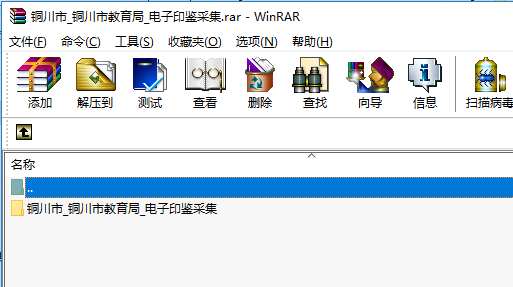 铜川市_铜川市教育局_电子印鉴采集.rar - WinRAR
文件(F) 命令(C) 工具(S) 收藏夹(O) 选项(N) 帮助(H)
添加 解压到 测试 查看 删除 查找 向导 信息 扫描病毒
名称
..
铜川市_铜川市教育局_电子印鉴采集